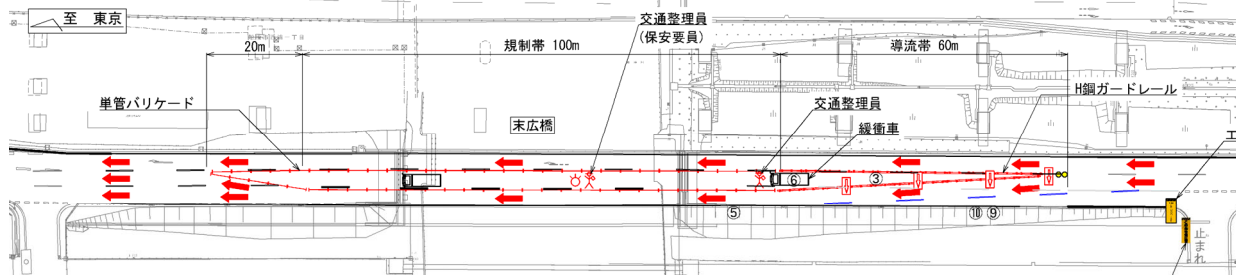 至 東京
交通整理員
(保安要員)
20m
規制帯 100m
導流帯 60m
単管バリケード
H鋼ガードレール
交通整理員
末広橋
緩衝車
エ
⑥
③
⑤
⑩
⑨
止まれ